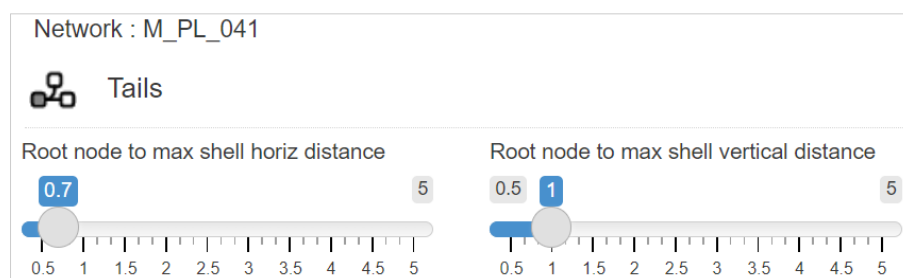 Network : M_PL_041
Tails
Root node to max shell horiz distance
0.7 5
0.5 1 1.5 2 2.5 3 3.5 4 4.5 5
Root node to max shell vertical distance
0.5 1 5
0.5 1 1.5 2 2.5 3 3.5 4 4.5 5